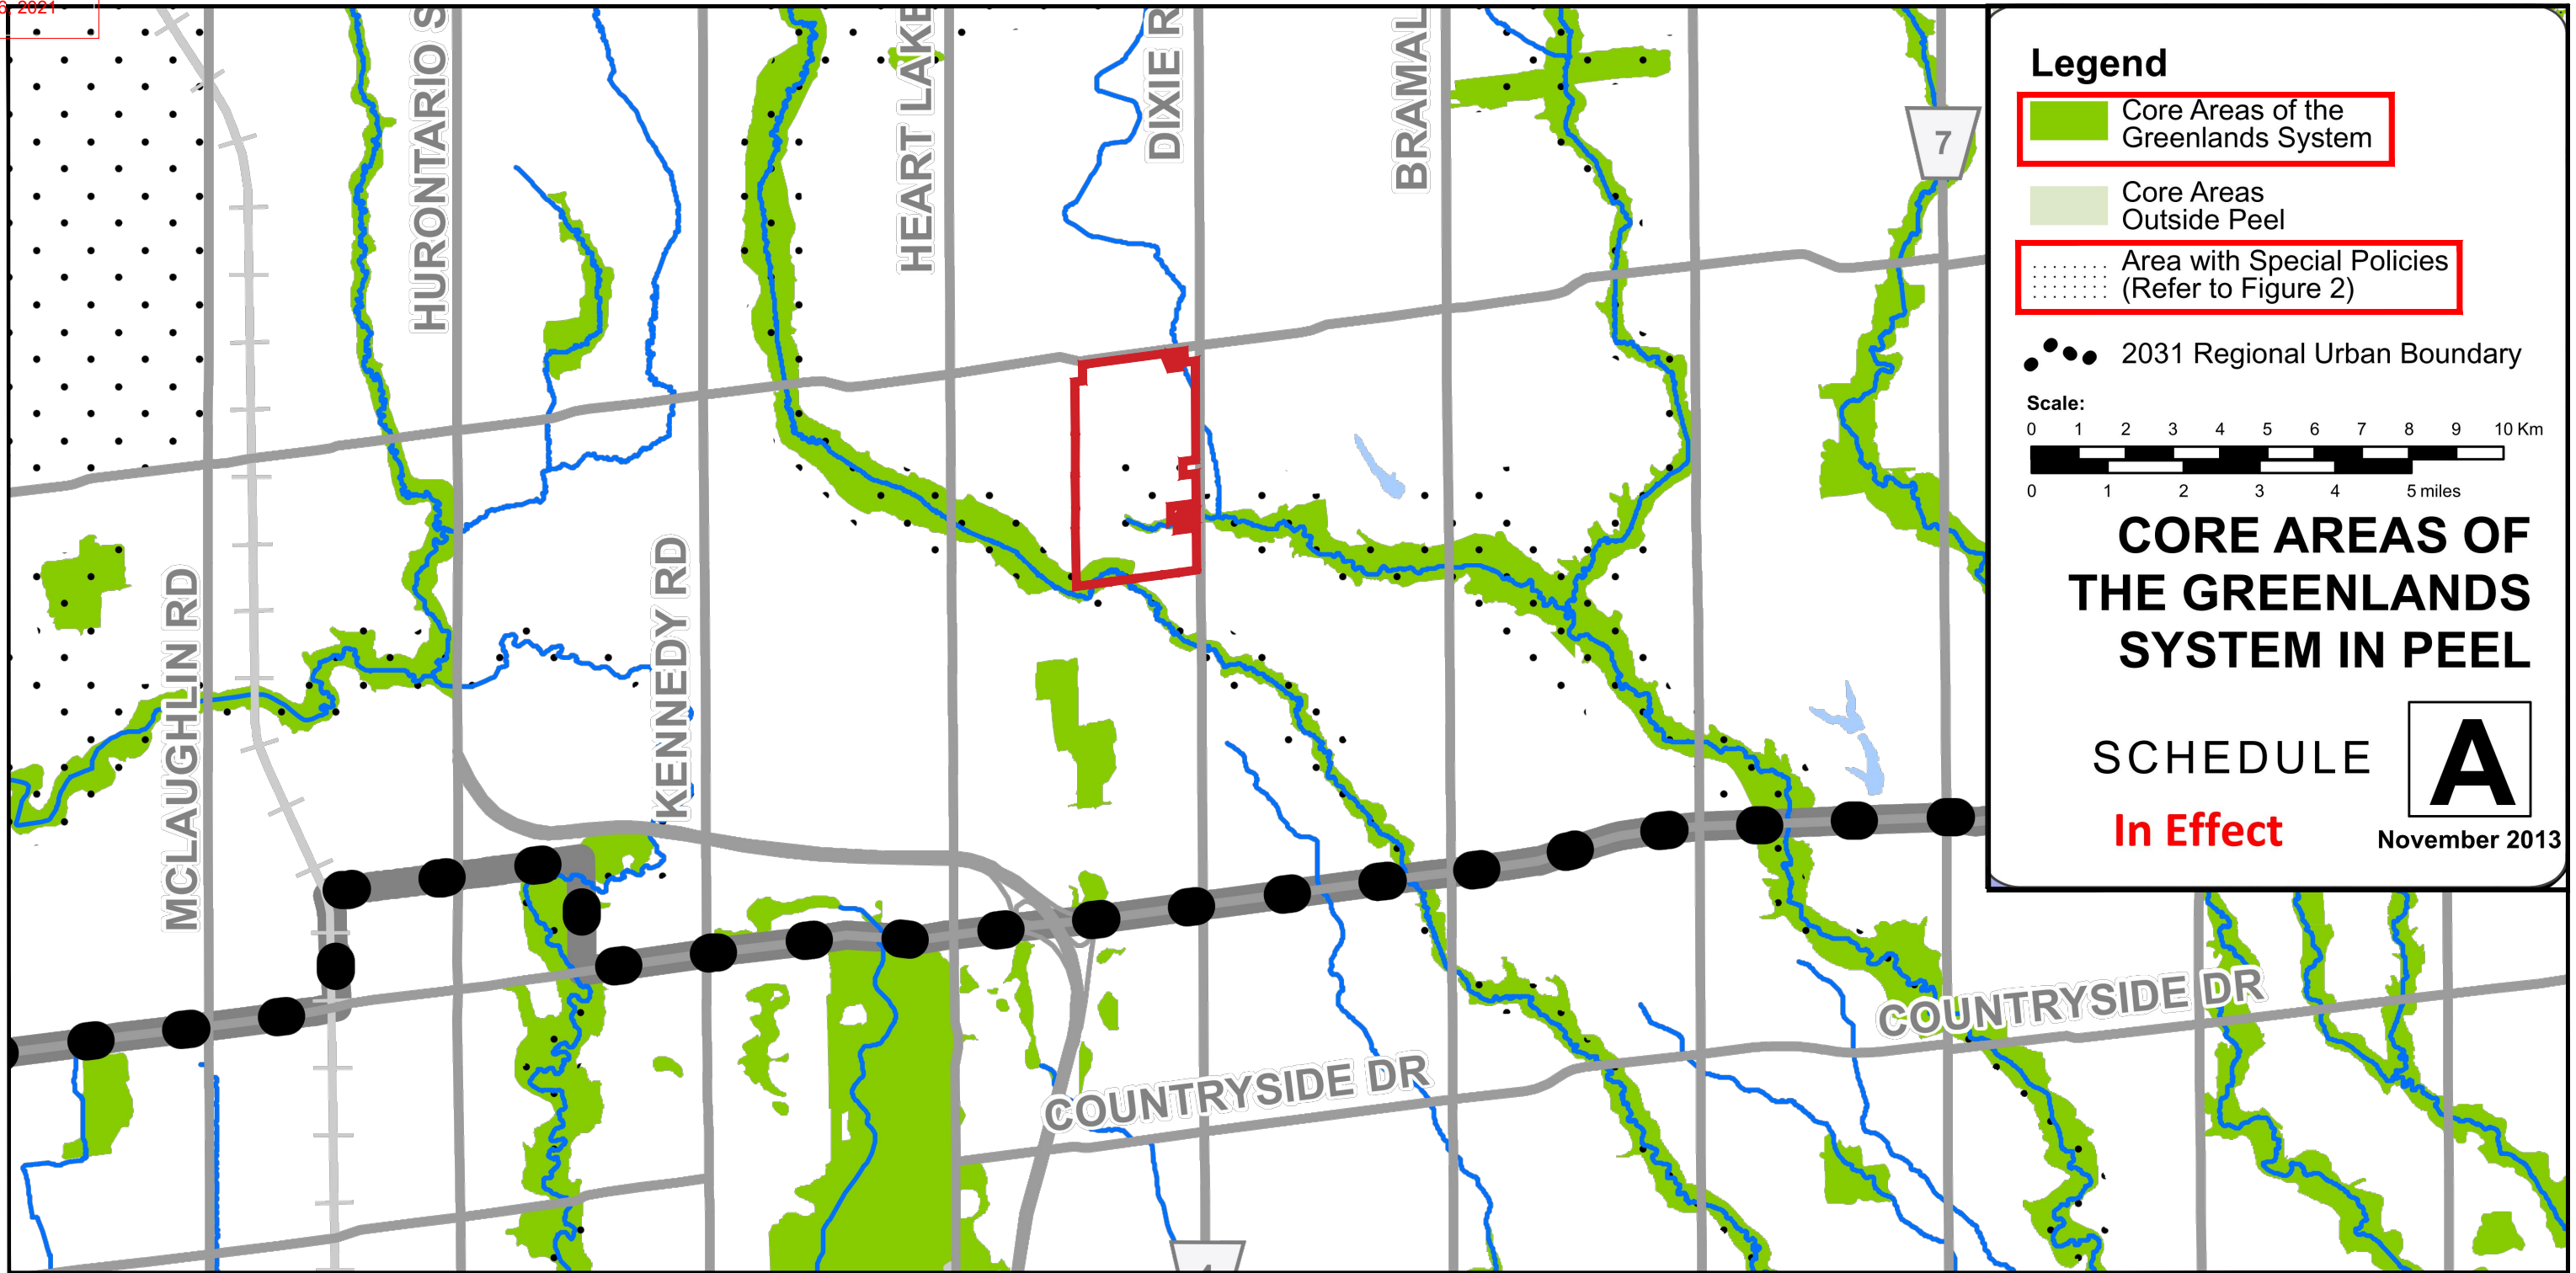 6, 2021
HURONTARIO S
HEART LAKE
DIXIE R
BRAMAL
7
MCLAUGHLIN RD
KENNEDY RD
COUNTRYSIDE DR
COUNTRYSIDE DR
Legend
Core Areas of the
Greenlands System
Core Areas
Outside Peel
Area with Special Policies
(Refer to Figure 2)
2031 Regional Urban Boundary
Scale:
0 1 2 3 4 5 6 7 8 9 10 Km
0 1 2 3 4 5 miles
CORE AREAS OF
THE GREENLANDS
SYSTEM IN PEEL
SCHEDULE A
In Effect
November 2013